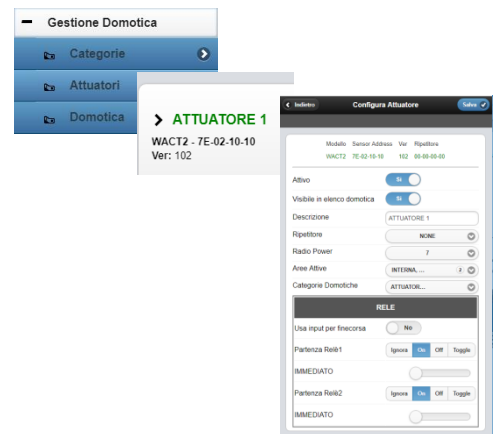 Gestione Domotica
Categorie
Attuatori
Domotica
ATTUATORE 1
WACT2 - 7E-02-10-10
Ver: 102
Indietro Configura Attuatore Salva
Modello Sensor Address Ver Ripetitore
WACT2 7E-02-10-10 102 00-00-00-00
Attivo Si
Visibile in elenco domotica Si
Descrizione ATTUATORE 1
Ripetitore NONE
Radio Power 7
Aree Attive INTERNA, ... 2
Categorie Domotiche ATTUATOR...
RELE
Usa input per finecorsa No
Partenza Relè1 Ignora On Off Toggle
IMMEDIATO
Partenza Relè2 Ignora On Off Toggle
IMMEDIATO